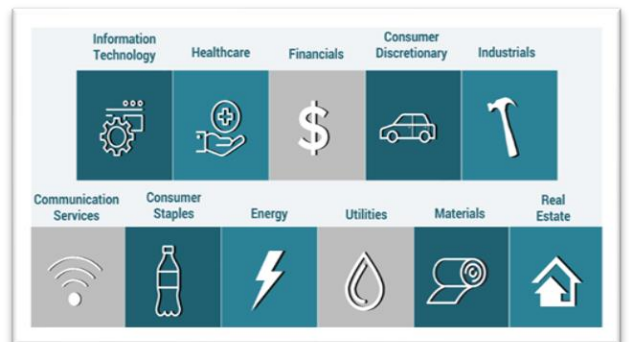 Information
Technology
Healthcare
Financials
Consumer
Discretionary
Industrials
Communication
Services
Consumer
Staples
Energy
Utilities
Materials
Real
Estate